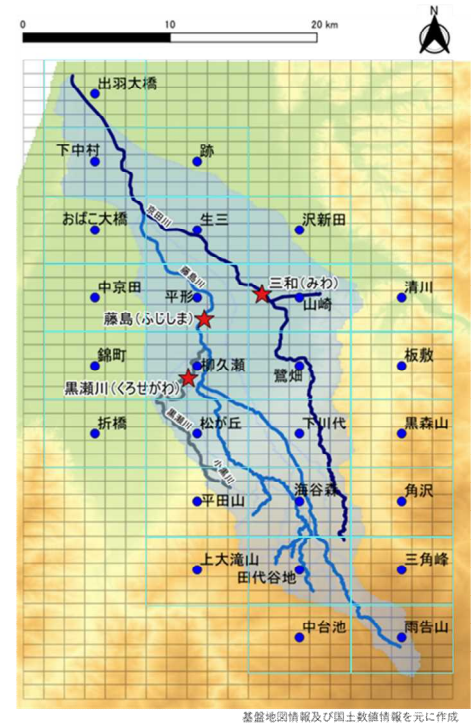 0 10 20 km
N
出羽大橋
下中村 跡
京田川
おばこ大橋 生三 沢新田
藤島川
三和(みわ)
中京田 平形 山崎 清川
藤島(ふじしま)
錦町 柳久瀬 鷺畑 板敷
黒瀬川(くろせがわ)
黒瀬川
折橋 松が丘 下川代 黒森山
小黒川
平田山 海谷森 角沢
上大滝山 田代谷地 三角峰
中台池 雨告山
基盤地図情報及び国土数値情報を元に作成